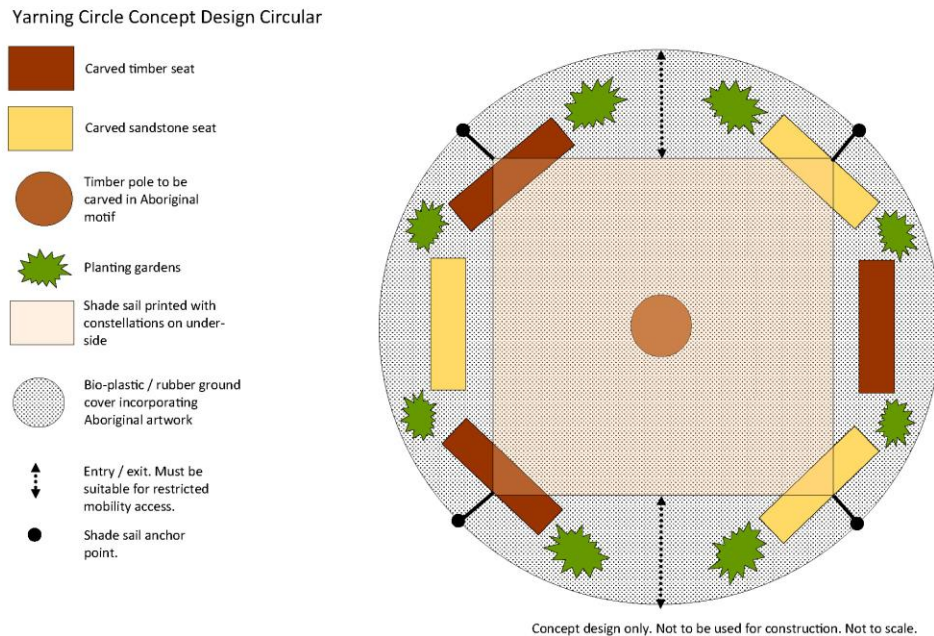 Yarning Circle Concept Design Circular
Carved timber seat
Carved sandstone seat
Timber pole to be
carved in Aboriginal
motif
Planting gardens
Shade sail printed with
constellations on under-
side
Bio-plastic / rubber ground
cover incorporating
Aboriginal artwork
Entry / exit. Must be
suitable for restricted
mobility access.
Shade sail anchor
point.
Concept design only. Not to be used for construction. Not to scale.